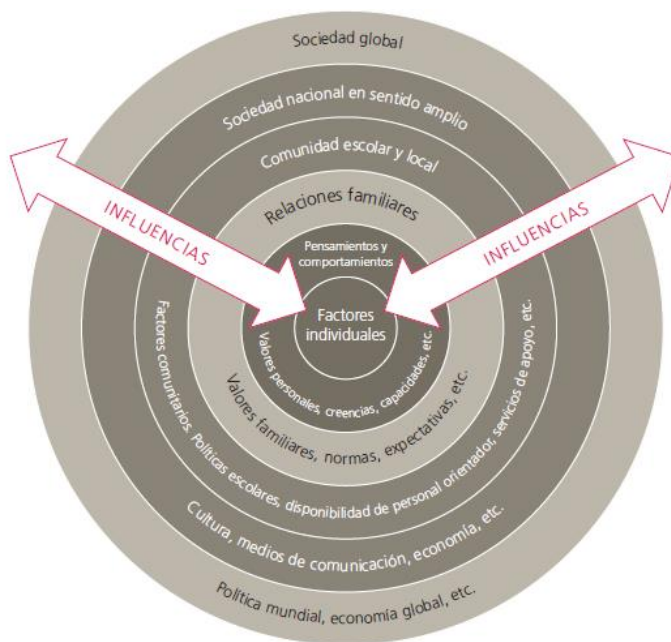 Sociedad global
Sociedad nacional en sentido amplio
Comunidad escolar y local
Relaciones familiares
INFLUENCIAS
INFLUENCIAS
Pensamientos y
comportamientos
Factores
individuales
Valores personales, creencias, capacidades, etc.
Valores familiares, normas, expectativas, etc.
Factores comunitarios. Políticas escolares, disponibilidad de personal orientador, servicios de apoyo, etc.
Cultura, medios de comunicación, economía, etc.
Política mundial, economía global, etc.